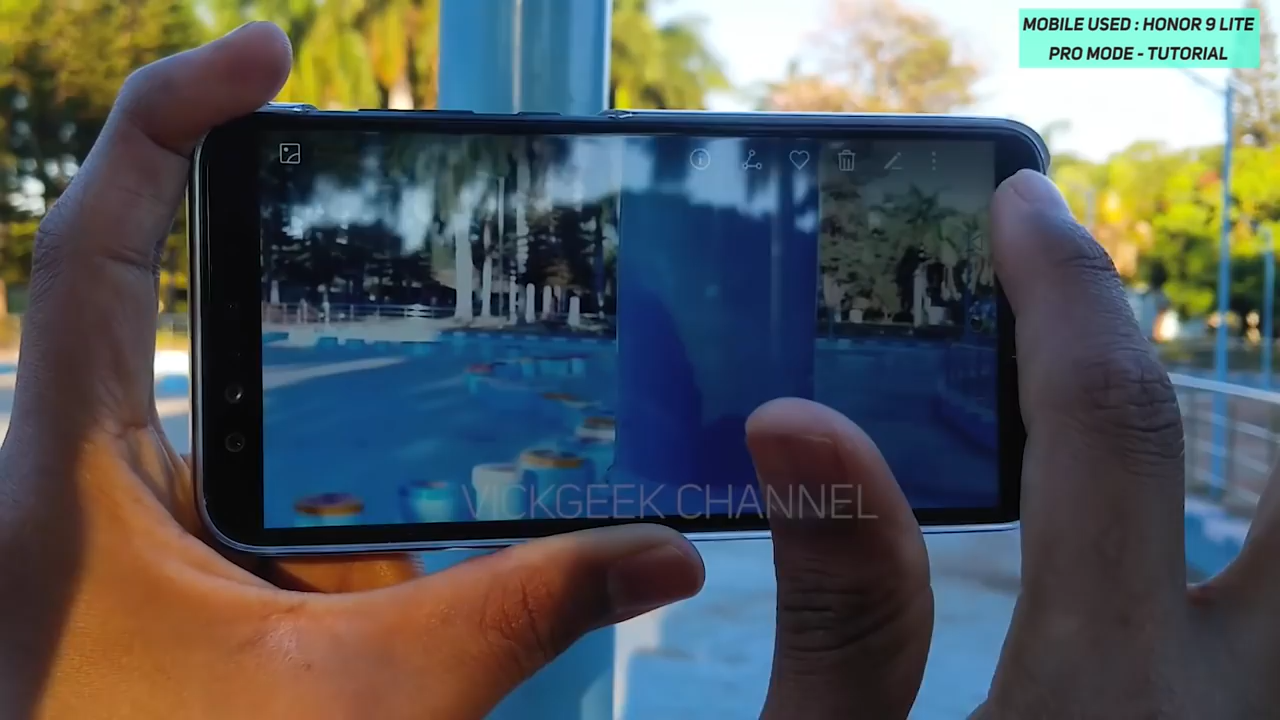 MOBILE USED : HONOR 9 LITE
PRO MODE - TUTORIAL
VICKGEEK CHANNEL